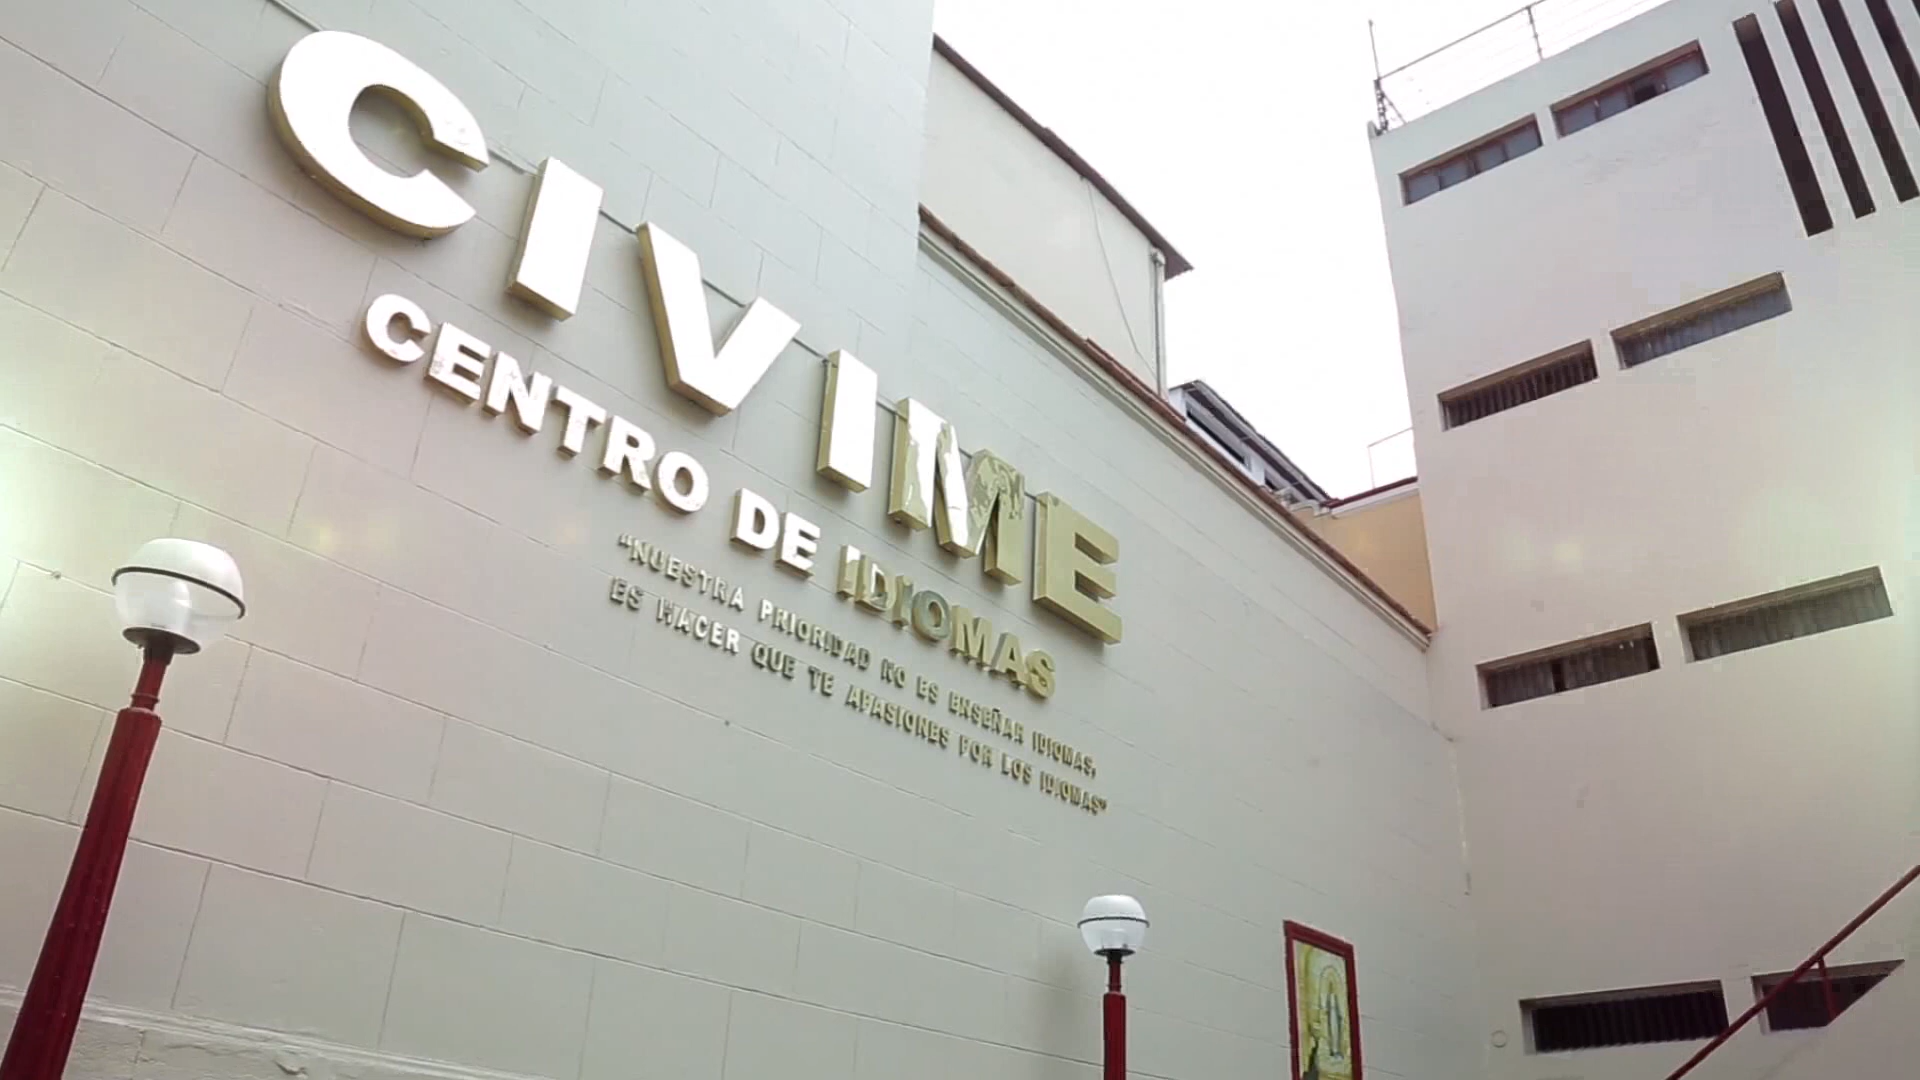 CIVIME
CENTRO DE IDIOMAS
“NUESTRA PRIORIDAD NO ES ENSEÑAR IDIOMAS,
ES HACER QUE TE APASIONES POR LOS IDIOMAS”